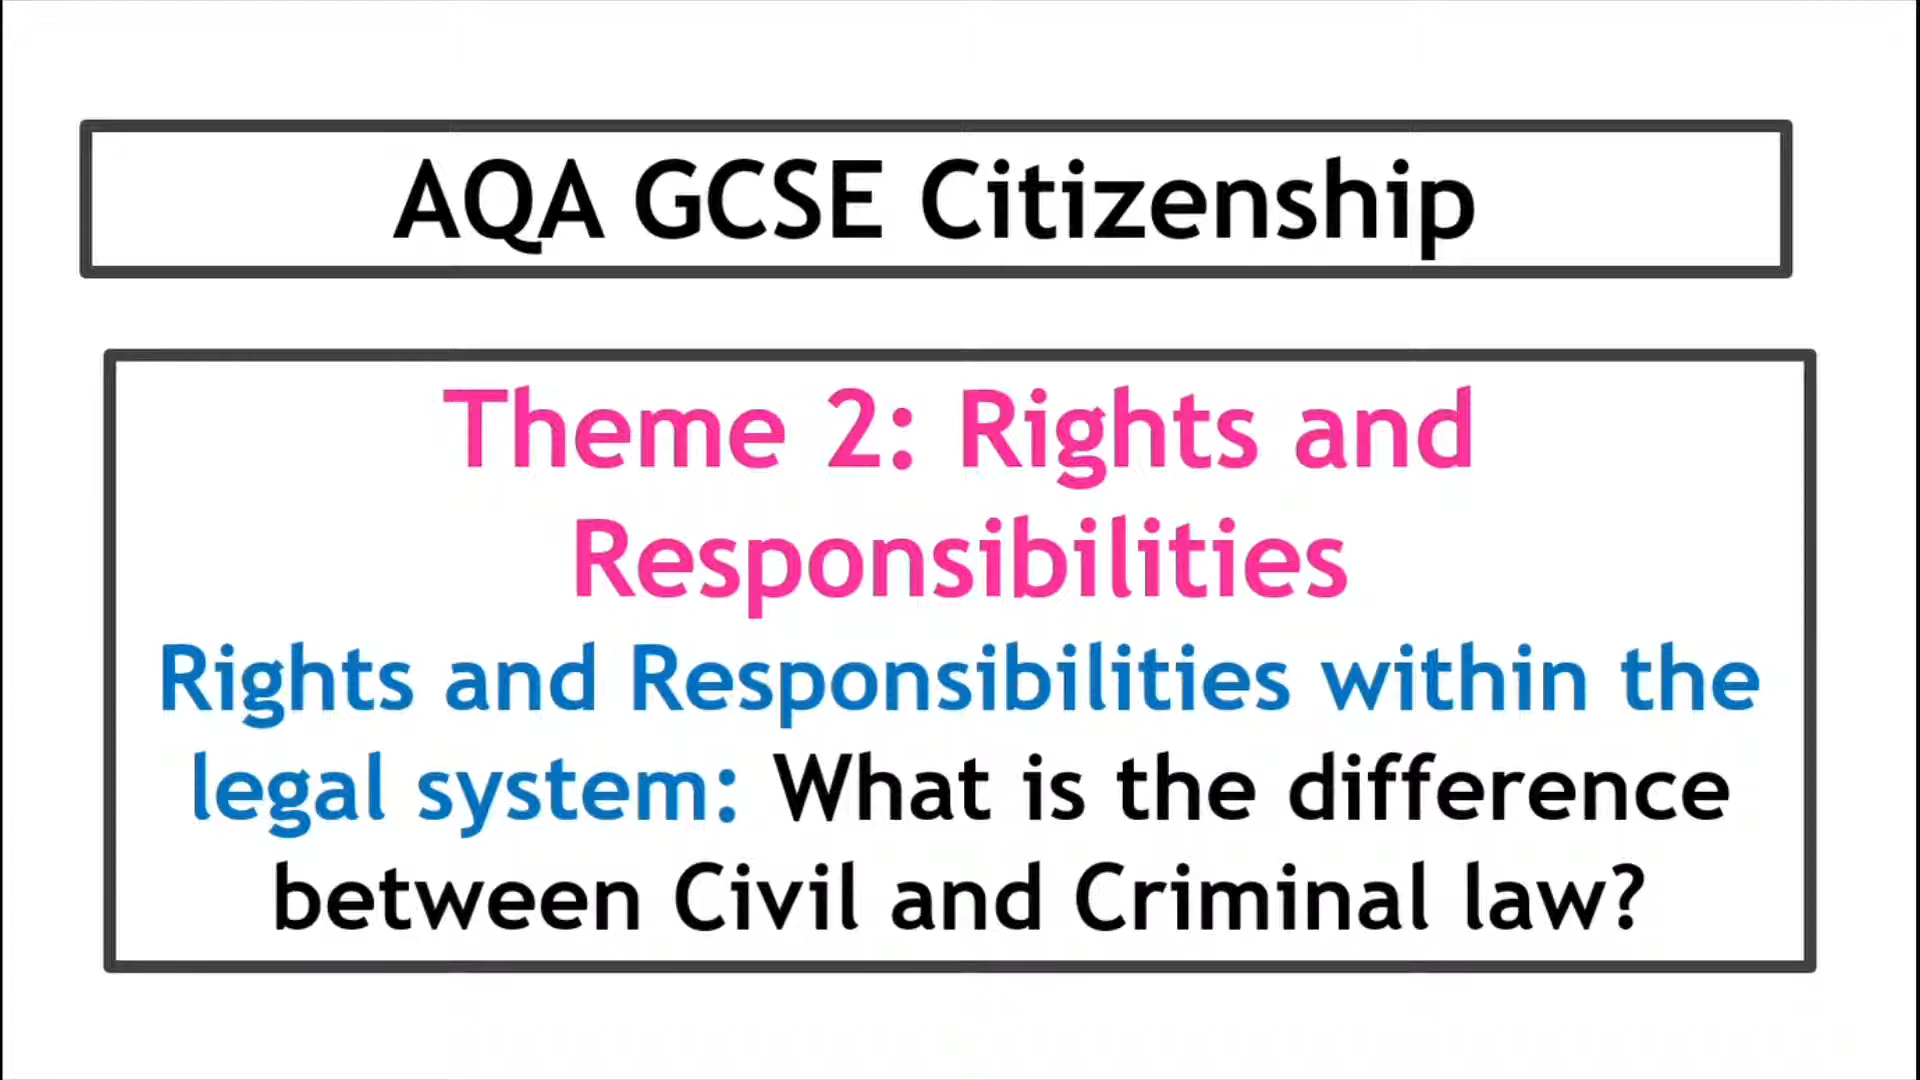 AQA GCSE Citizenship
Theme 2: Rights and
Responsibilities
Rights and Responsibilities within the
legal system: What is the difference
between Civil and Criminal law?